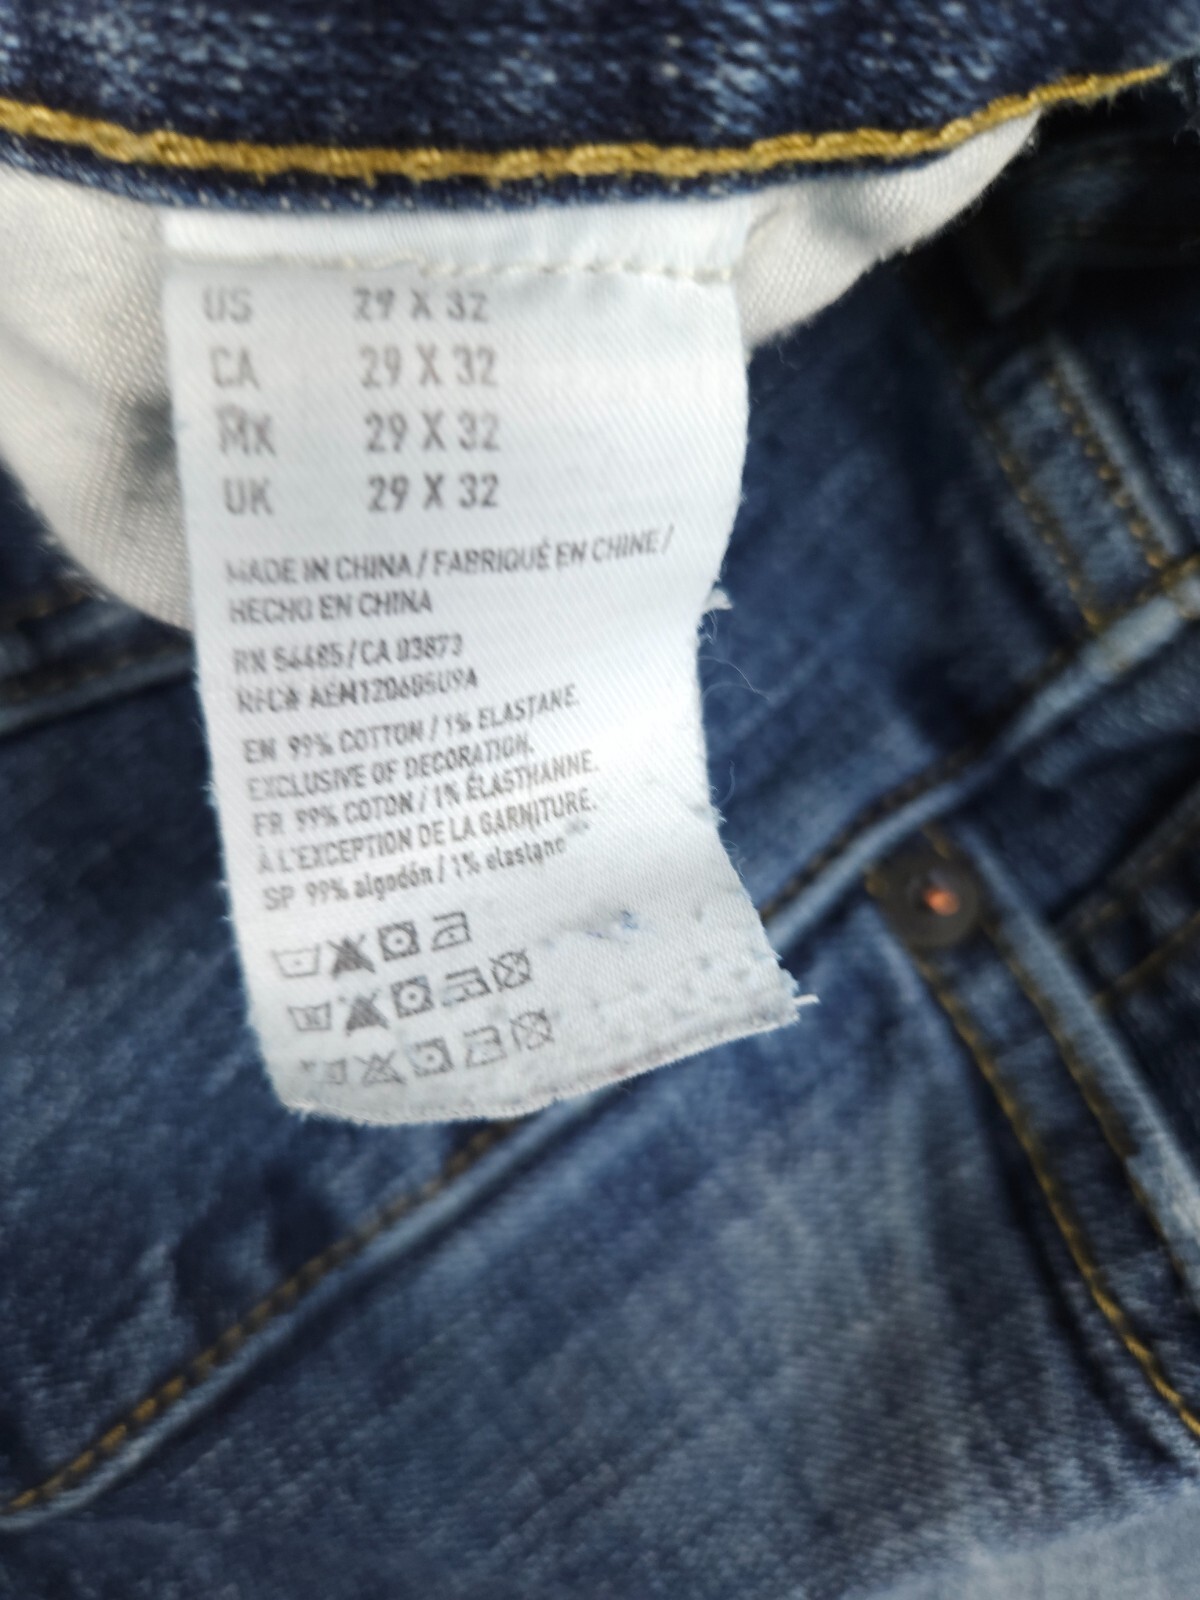 US 29 X 32
CA 29 X 32
MX 29 X 32
UK 29 X 32
MADE IN CHINA / FABRIQUÉ EN CHINE /
HECHO EN CHINA
RN 54485 / CA 03873
RFC# AEM120605U9A
EN 99% COTTON / 1% ELASTANE.
EXCLUSIVE OF DECORATION.
FR 99% COTON / 1% ÉLASTHANNE.
À L'EXCEPTION DE LA GARNITURE.
SP 99% algodón / 1% elastano